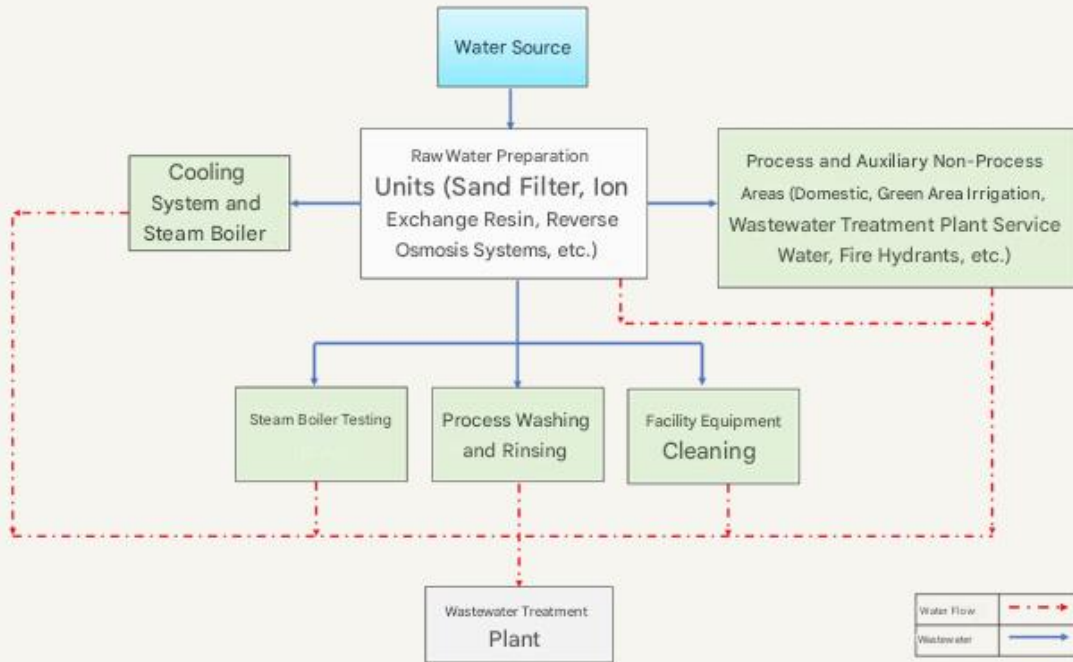 Water Source
Raw Water Preparation
Units (Sand Filter, Ion
Exchange Resin, Reverse
Osmosis Systems, etc.)
Cooling
System and
Steam Boiler
Process and Auxiliary Non-Process
Areas (Domestic, Green Area Irrigation,
Wastewater Treatment Plant Service
Water, Fire Hydrants, etc.)
Steam Boiler Testing
Process Washing
and Rinsing
Facility Equipment
Cleaning
Wastewater Treatment
Plant
Water Flow
Wastewater